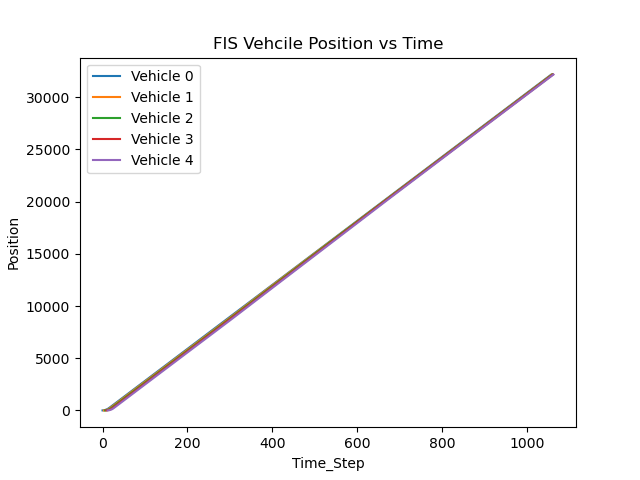 FIS Vehcile Position vs Time
Vehicle 0
Vehicle 1
Vehicle 2
Vehicle 3
Vehicle 4
30000
25000
20000
15000
10000
5000
0
Position
0 200 400 600 800 1000
Time_Step